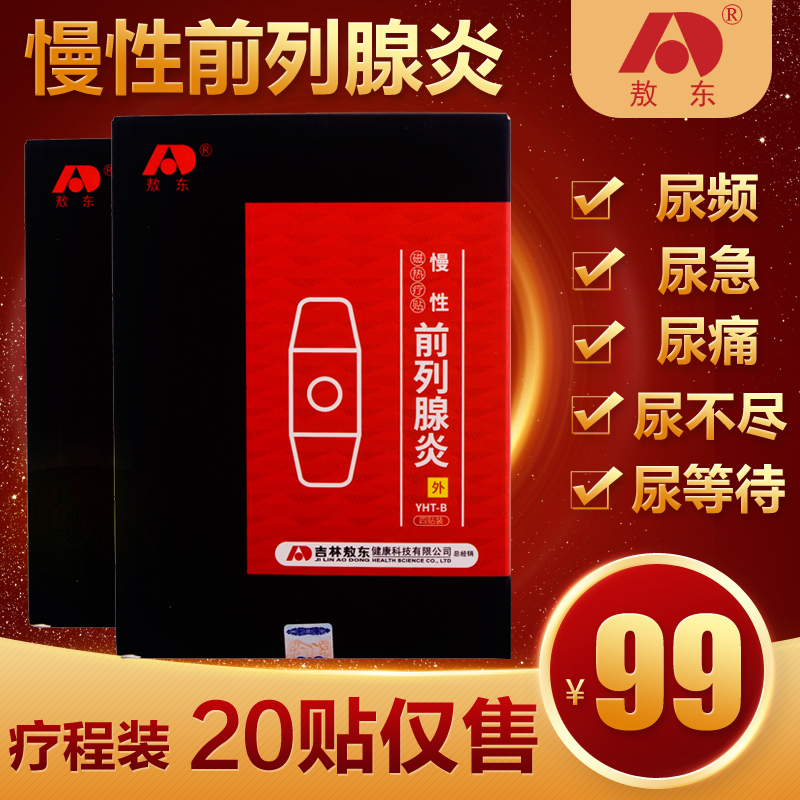 慢性前列腺炎
®
敖东
®
敖东
磁热疗贴
慢性
前列腺炎
外
YHT-B
四贴装
吉林敖东健康科技有限公司 总经销
JI LIN AO DONG HEALTH SCIENCE CO., LTD
尿频
尿急
尿痛
尿不尽
尿等待
疗程装 20贴仅售
¥99